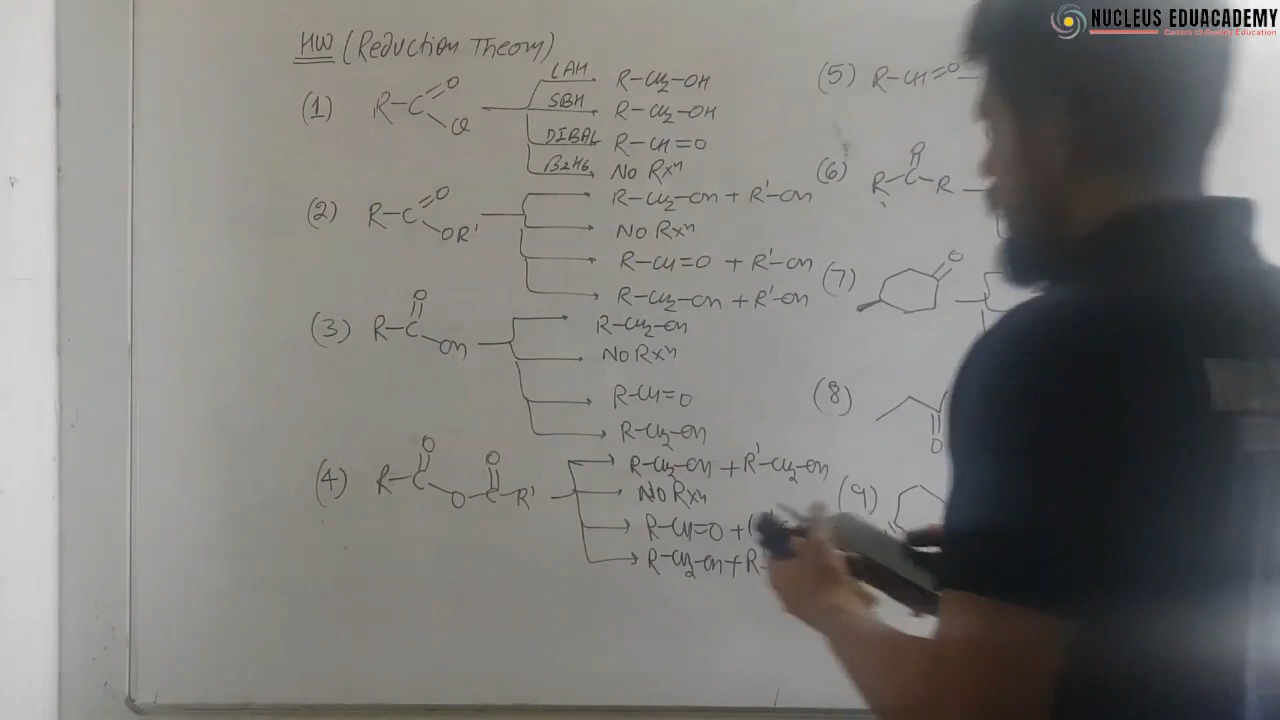 NUCLEUS EDUACADEMY
HW (Reduction Theory)
(1) R-C=O Cl
LAH R-CH2-OH
SBH R-CH2-OH
DIBAL R-CH=O
B2H6 No Rxn
(2) R-C=O OR'
R-CH2-OH + R'-OH
No Rxn
R-CH=O + R'-OH
R-CH2-OH + R'-OH
(3) R-C=O OH
R-CH2-OH
No Rxn
R-CH=O
R-CH2-OH
(4) R-C=O O C=O R'
R-CH2-OH + R'-CH2-OH
No Rxn
R-CH=O +
R-CH2-OH + R-
(5) R-CH=O
(6) R-C-R
(7) O
(8) O
(9)